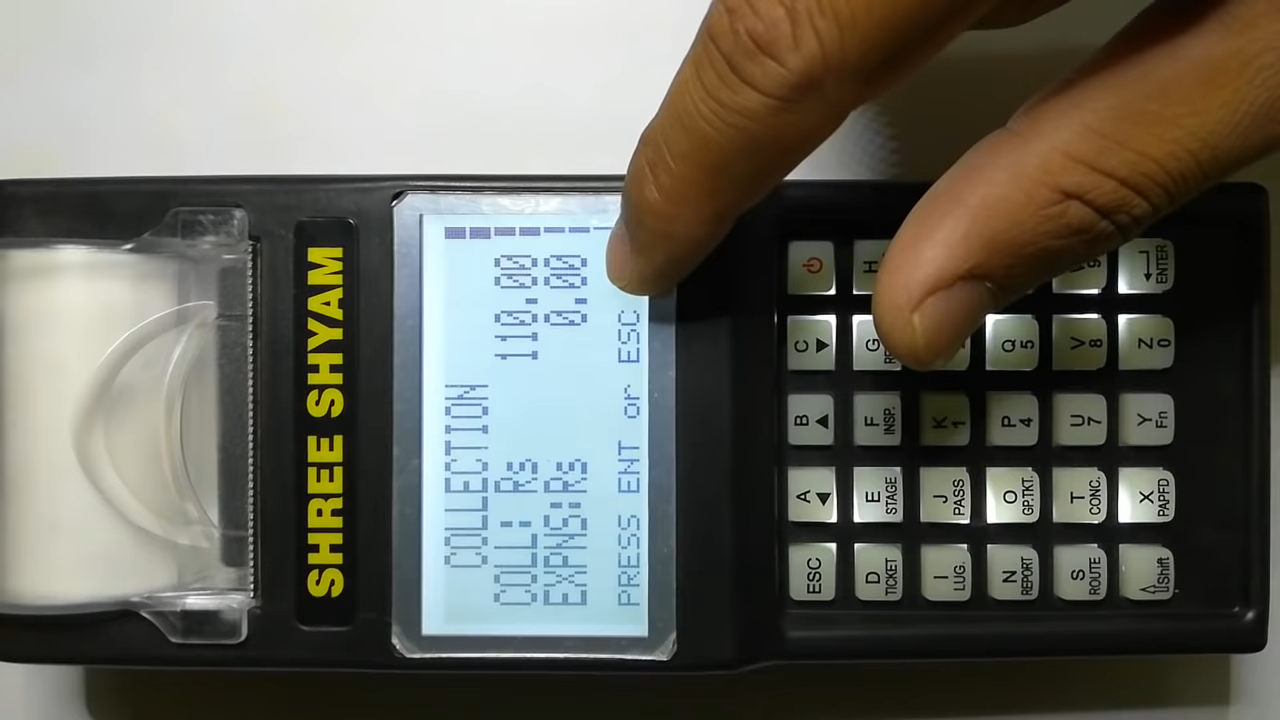 SHREE SHYAM
COLLECTION
COLL: Rs 110.00
EXPNS:Rs 0.00
PRESS ENT or ESC
ESC A B C
D TICKET E STAGE F INSP. G H
I LUG. J PASS K 1
N REPORT O GP.TKT. P 4 Q 5
S ROUTE T CONC. U 7 V 8 9
Shift X PAPFD Y Fn Z 0 ENTER